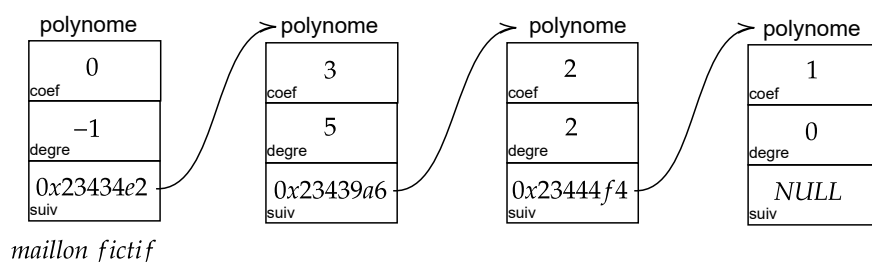 polynome polynome polynome polynome
0 3 2 1
coef coef coef coef
−1 5 2 0
degre degre degre degre
0x23434e2 0x23439a6 0x23444f4 NULL
suiv suiv suiv suiv
maillon fictif